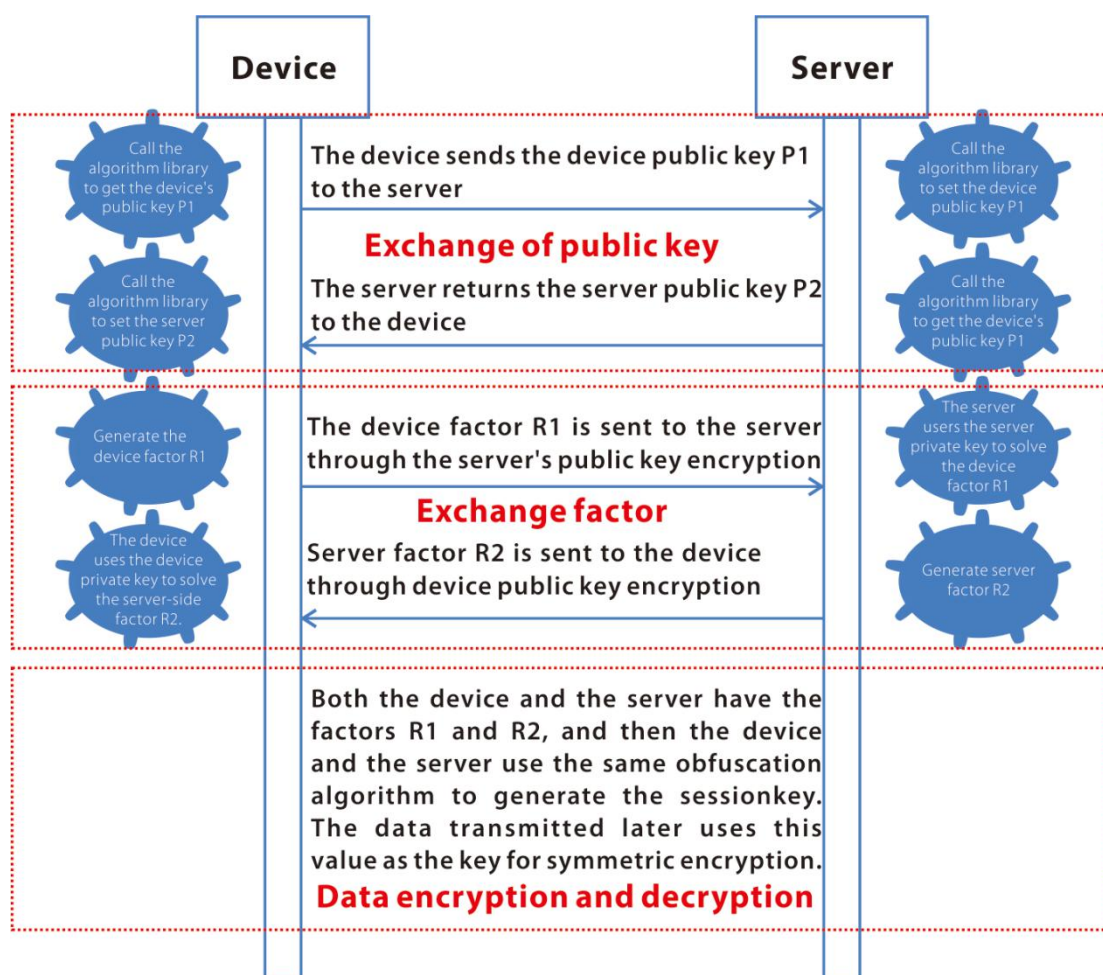 Device
Server
Call the
algorithm library
to get the device's
public key P1
The device sends the device public key P1
to the server
Call the
algorithm library
to set the device
public key P1
Exchange of public key
Call the
algorithm library
to set the server
public key P2
The server returns the server public key P2
to the device
Call the
algorithm library
to get the device's
public key P1
Generate the
device factor R1
The device factor R1 is sent to the server
through the server's public key encryption
The server
users the server
private key to solve
the device
factor R1
Exchange factor
The device
uses the device
private key to solve
the server-side
factor R2.
Server factor R2 is sent to the device
through device public key encryption
Generate server
factor R2
Both the device and the server have the
factors R1 and R2, and then the device
and the server use the same obfuscation
algorithm to generate the sessionkey.
The data transmitted later uses this
value as the key for symmetric encryption.
Data encryption and decryption